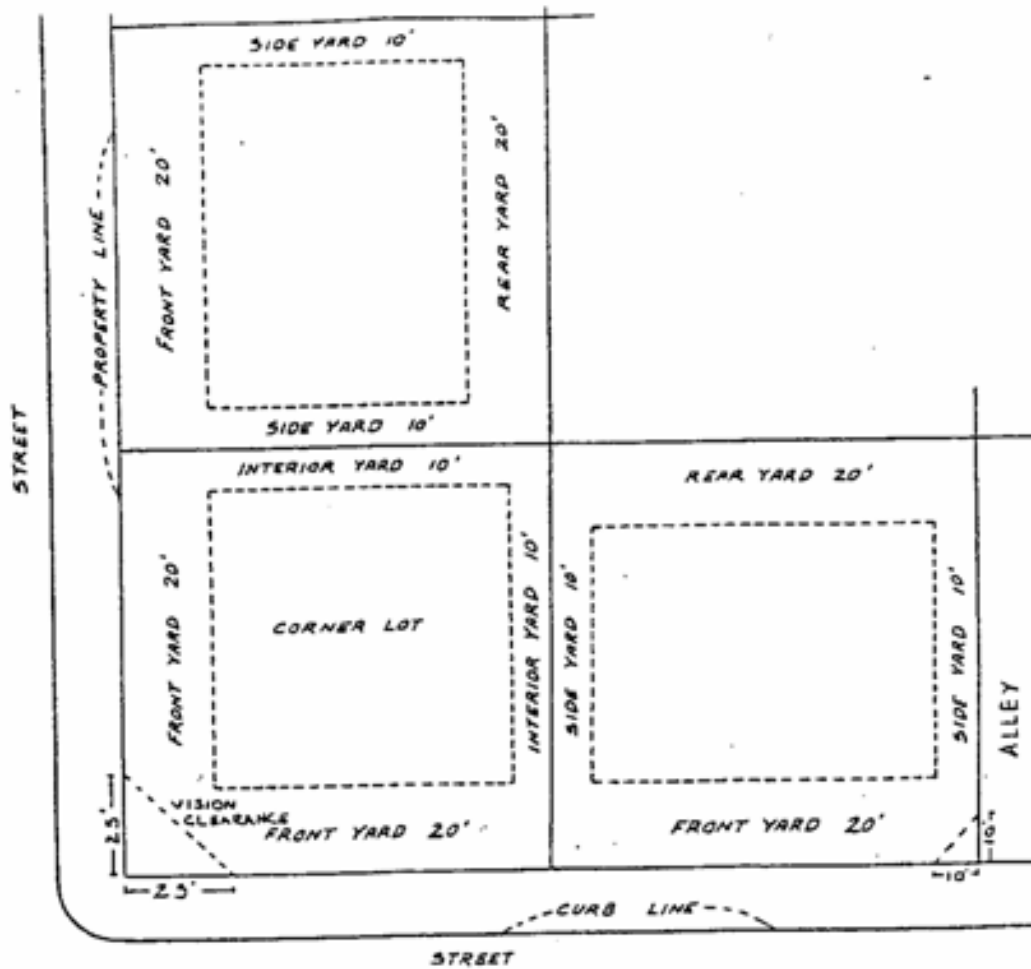 SIDE YARD 10'
FRONT YARD 20'
REAR YARD 20'
PROPERTY LINE
SIDE YARD 10'
STREET
INTERIOR YARD 10'
REAR YARD 20'
FRONT YARD 20'
CORNER LOT
INTERIOR YARD 10'
SIDE YARD 10'
SIDE YARD 10'
ALLEY
VISION
CLEARANCE
25'
FRONT YARD 20'
FRONT YARD 20'
10'
25'
10'
CURB LINE
STREET